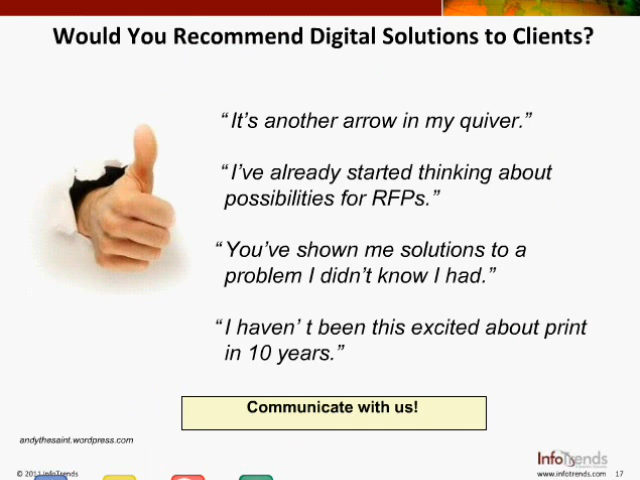 Would You Recommend Digital Solutions to Clients?
“It’s another arrow in my quiver.”
“I’ve already started thinking about
possibilities for RFPs.”
“You’ve shown me solutions to a
problem I didn’t know I had.”
“I haven’ t been this excited about print
in 10 years.”
Communicate with us!
andythesaint.wordpress.com
InfoTrends
© 2011 InfoTrends
www.infotrends.com 17